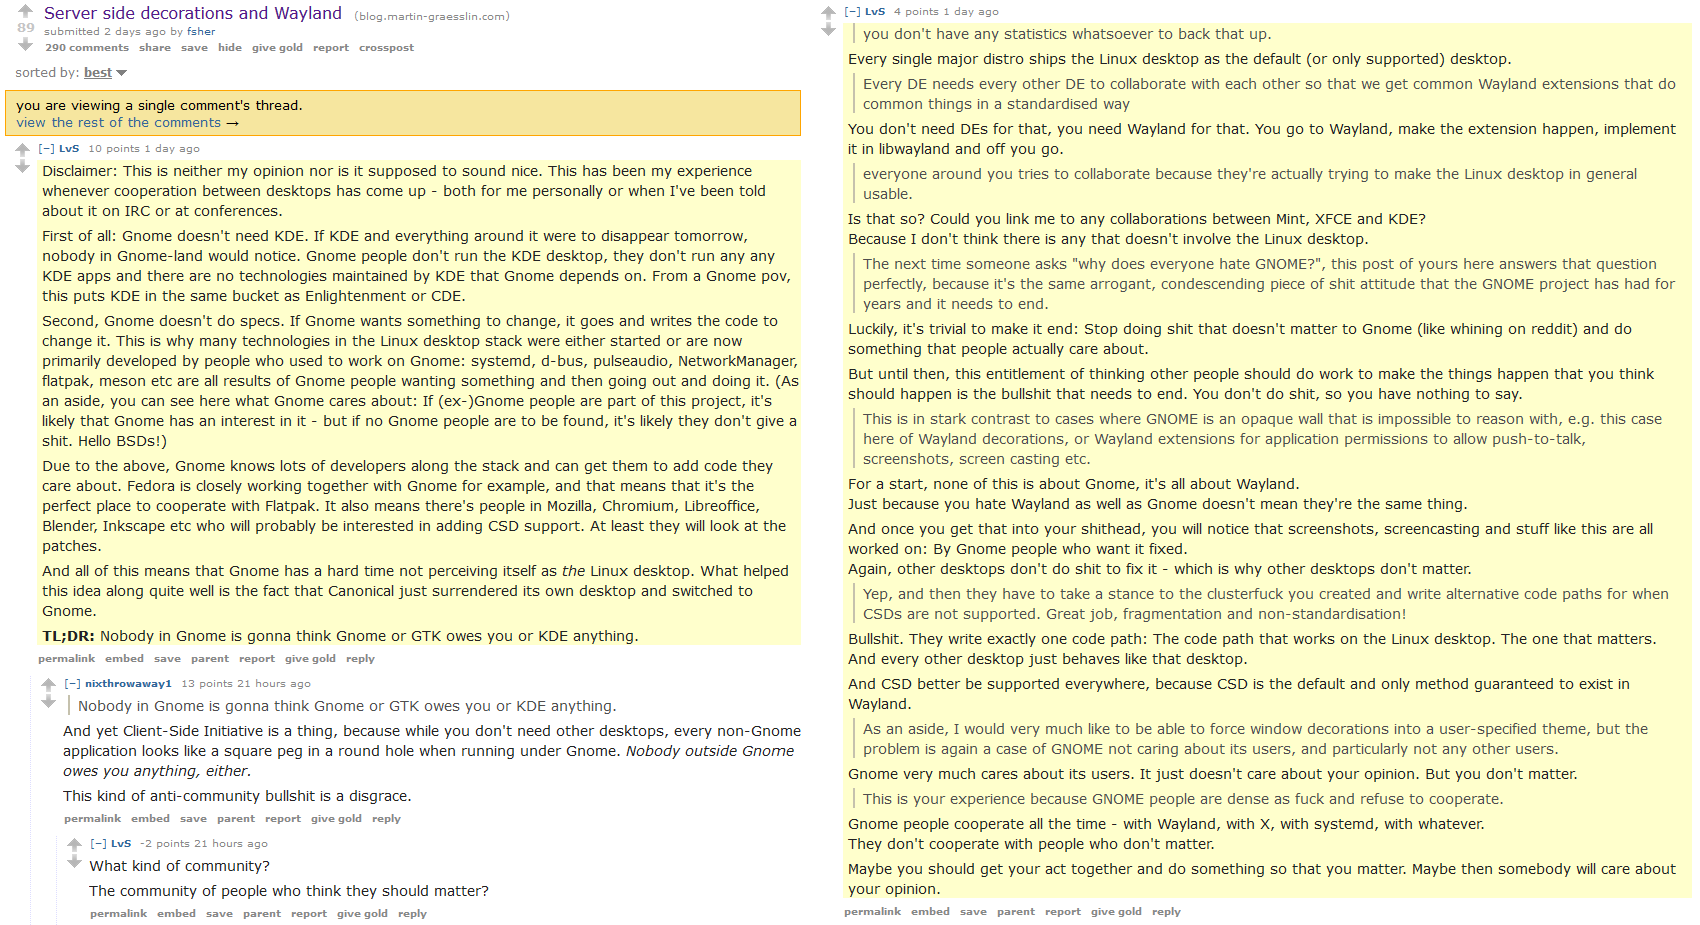 Server side decorations and Wayland (blog.martin-graesslin.com)
89
submitted 2 days ago by fsher
290 comments share save hide give gold report crosspost
sorted by: best
you are viewing a single comment's thread.
view the rest of the comments →
[–] LvS 10 points 1 day ago
Disclaimer: This is neither my opinion nor is it supposed to sound nice. This has been my experience
whenever cooperation between desktops has come up - both for me personally or when I've been told
about it on IRC or at conferences.
First of all: Gnome doesn't need KDE. If KDE and everything around it were to disappear tomorrow,
nobody in Gnome-land would notice. Gnome people don't run the KDE desktop, they don't run any any
KDE apps and there are no technologies maintained by KDE that Gnome depends on. From a Gnome pov,
this puts KDE in the same bucket as Enlightenment or CDE.
Second, Gnome doesn't do specs. If Gnome wants something to change, it goes and writes the code to
change it. This is why many technologies in the Linux desktop stack were either started or are now
primarily developed by people who used to work on Gnome: systemd, d-bus, pulseaudio, NetworkManager,
flatpak, meson etc are all results of Gnome people wanting something and then going out and doing it. (As
an aside, you can see here what Gnome cares about: If (ex-)Gnome people are part of this project, it's
likely that Gnome has an interest in it - but if no Gnome people are to be found, it's likely they don't give a
shit. Hello BSDs!)
Due to the above, Gnome knows lots of developers along the stack and can get them to add code they
care about. Fedora is closely working together with Gnome for example, and that means that it's the
perfect place to cooperate with Flatpak. It also means there's people in Mozilla, Chromium, Libreoffice,
Blender, Inkscape etc who will probably be interested in adding CSD support. At least they will look at the
patches.
And all of this means that Gnome has a hard time not perceiving itself as the Linux desktop. What helped
this idea along quite well is the fact that Canonical just surrendered its own desktop and switched to
Gnome.
TL;DR: Nobody in Gnome is gonna think Gnome or GTK owes you or KDE anything.
permalink embed save parent report give gold reply
[–] nixthrowaway1 13 points 21 hours ago
Nobody in Gnome is gonna think Gnome or GTK owes you or KDE anything.
And yet Client-Side Initiative is a thing, because while you don't need other desktops, every non-Gnome
application looks like a square peg in a round hole when running under Gnome. Nobody outside Gnome
owes you anything, either.
This kind of anti-community bullshit is a disgrace.
permalink embed save parent report give gold reply
[–] LvS -2 points 21 hours ago
What kind of community?
The community of people who think they should matter?
permalink embed save parent report give gold reply
[–] LvS 4 points 1 day ago
you don't have any statistics whatsoever to back that up.
Every single major distro ships the Linux desktop as the default (or only supported) desktop.
Every DE needs every other DE to collaborate with each other so that we get common Wayland extensions that do
common things in a standardised way
You don't need DEs for that, you need Wayland for that. You go to Wayland, make the extension happen, implement
it in libwayland and off you go.
everyone around you tries to collaborate because they're actually trying to make the Linux desktop in general
usable.
Is that so? Could you link me to any collaborations between Mint, XFCE and KDE?
Because I don't think there is any that doesn't involve the Linux desktop.
The next time someone asks "why does everyone hate GNOME?", this post of yours here answers that question
perfectly, because it's the same arrogant, condescending piece of shit attitude that the GNOME project has had for
years and it needs to end.
Luckily, it's trivial to make it end: Stop doing shit that doesn't matter to Gnome (like whining on reddit) and do
something that people actually care about.
But until then, this entitlement of thinking other people should do work to make the things happen that you think
should happen is the bullshit that needs to end. You don't do shit, so you have nothing to say.
This is in stark contrast to cases where GNOME is an opaque wall that is impossible to reason with, e.g. this case
here of Wayland decorations, or Wayland extensions for application permissions to allow push-to-talk,
screenshots, screen casting etc.
For a start, none of this is about Gnome, it's all about Wayland.
Just because you hate Wayland as well as Gnome doesn't mean they're the same thing.
And once you get that into your shithead, you will notice that screenshots, screencasting and stuff like this are all
worked on: By Gnome people who want it fixed.
Again, other desktops don't do shit to fix it - which is why other desktops don't matter.
Yep, and then they have to take a stance to the clusterfuck you created and write alternative code paths for when
CSDs are not supported. Great job, fragmentation and non-standardisation!
Bullshit. They write exactly one code path: The code path that works on the Linux desktop. The one that matters.
And every other desktop just behaves like that desktop.
And CSD better be supported everywhere, because CSD is the default and only method guaranteed to exist in
Wayland.
As an aside, I would very much like to be able to force window decorations into a user-specified theme, but the
problem is again a case of GNOME not caring about its users, and particularly not any other users.
Gnome very much cares about its users. It just doesn't care about your opinion. But you don't matter.
This is your experience because GNOME people are dense as fuck and refuse to cooperate.
Gnome people cooperate all the time - with Wayland, with X, with systemd, with whatever.
They don't cooperate with people who don't matter.
Maybe you should get your act together and do something so that you matter. Maybe then somebody will care about
your opinion.
permalink embed save parent report give gold reply